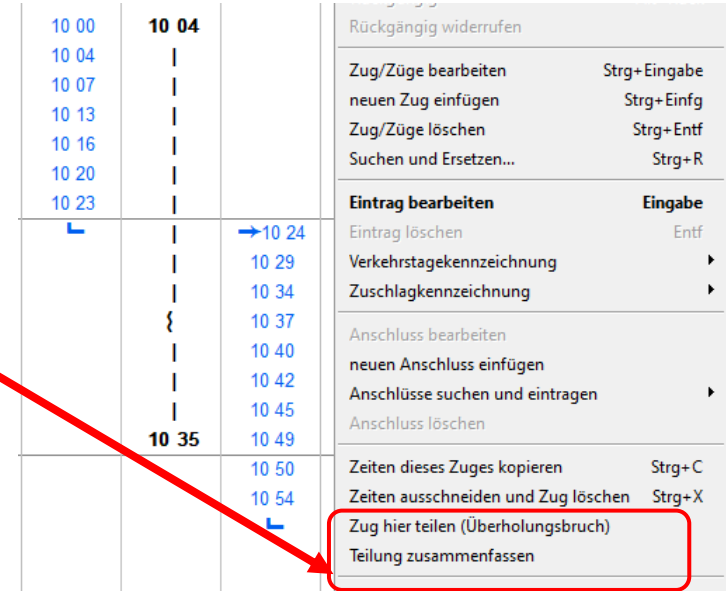 10 00 10 04
10 04 |
10 07 |
10 13 |
10 16 |
10 20 |
10 23 |
| →10 24
| 10 29
| 10 34
⌇ 10 37
| 10 40
| 10 42
| 10 45
10 35 10 49
10 50
10 54
Rückgängig widerrufen
Zug/Züge bearbeiten Strg+Eingabe
neuen Zug einfügen Strg+Einfg
Zug/Züge löschen Strg+Entf
Suchen und Ersetzen... Strg+R
Eintrag bearbeiten Eingabe
Eintrag löschen Entf
Verkehrstagekennzeichnung
Zuschlagkennzeichnung
Anschluss bearbeiten
neuen Anschluss einfügen
Anschlüsse suchen und eintragen
Anschluss löschen
Zeiten dieses Zuges kopieren Strg+C
Zeiten ausschneiden und Zug löschen Strg+X
Zug hier teilen (Überholungsbruch)
Teilung zusammenfassen